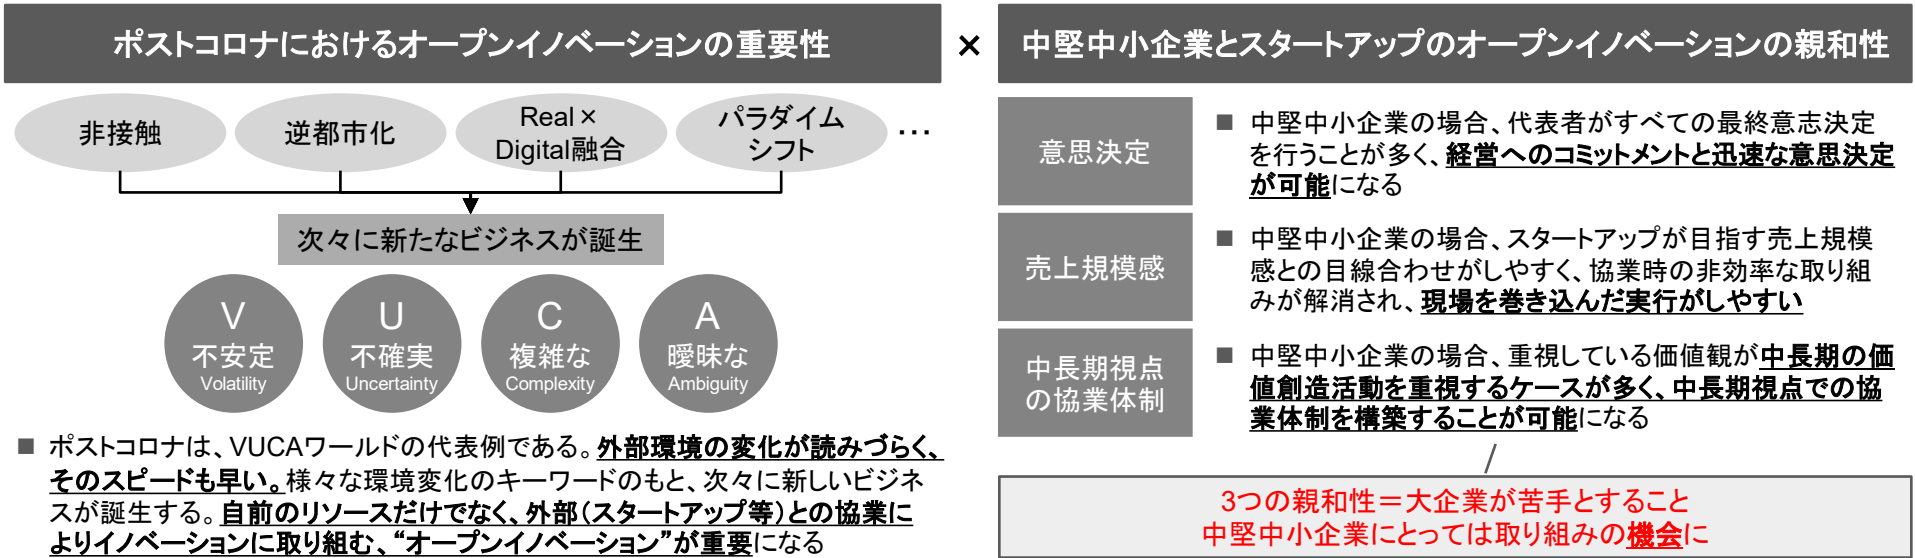 ポストコロナにおけるオープンイノベーションの重要性
×
中堅中小企業とスタートアップのオープンイノベーションの親和性
非接触
逆都市化
Real×
Digital融合
パラダイム
シフト
…
次々に新たなビジネスが誕生
V
不安定
Volatility
U
不確実
Uncertainty
C
複雑な
Complexity
A
曖昧な
Ambiguity
■ ポストコロナは、VUCAワールドの代表例である。外部環境の変化が読みづらく、
そのスピードも早い。様々な環境変化のキーワードのもと、次々に新しいビジネ
スが誕生する。自前のリソースだけでなく、外部（スタートアップ等）との協業に
よりイノベーションに取り組む、“オープンイノベーション”が重要になる
意思決定
■ 中堅中小企業の場合、代表者がすべての最終意志決定
を行うことが多く、経営へのコミットメントと迅速な意思決定
が可能になる
売上規模感
■ 中堅中小企業の場合、スタートアップが目指す売上規模
感との目線合わせがしやすく、協業時の非効率な取り組
みが解消され、現場を巻き込んだ実行がしやすい
中長期視点
の協業体制
■ 中堅中小企業の場合、重視している価値観が中長期の価
値創造活動を重視するケースが多く、中長期視点での協
業体制を構築することが可能になる
3つの親和性＝大企業が苦手とすること
中堅中小企業にとっては取り組みの機会に